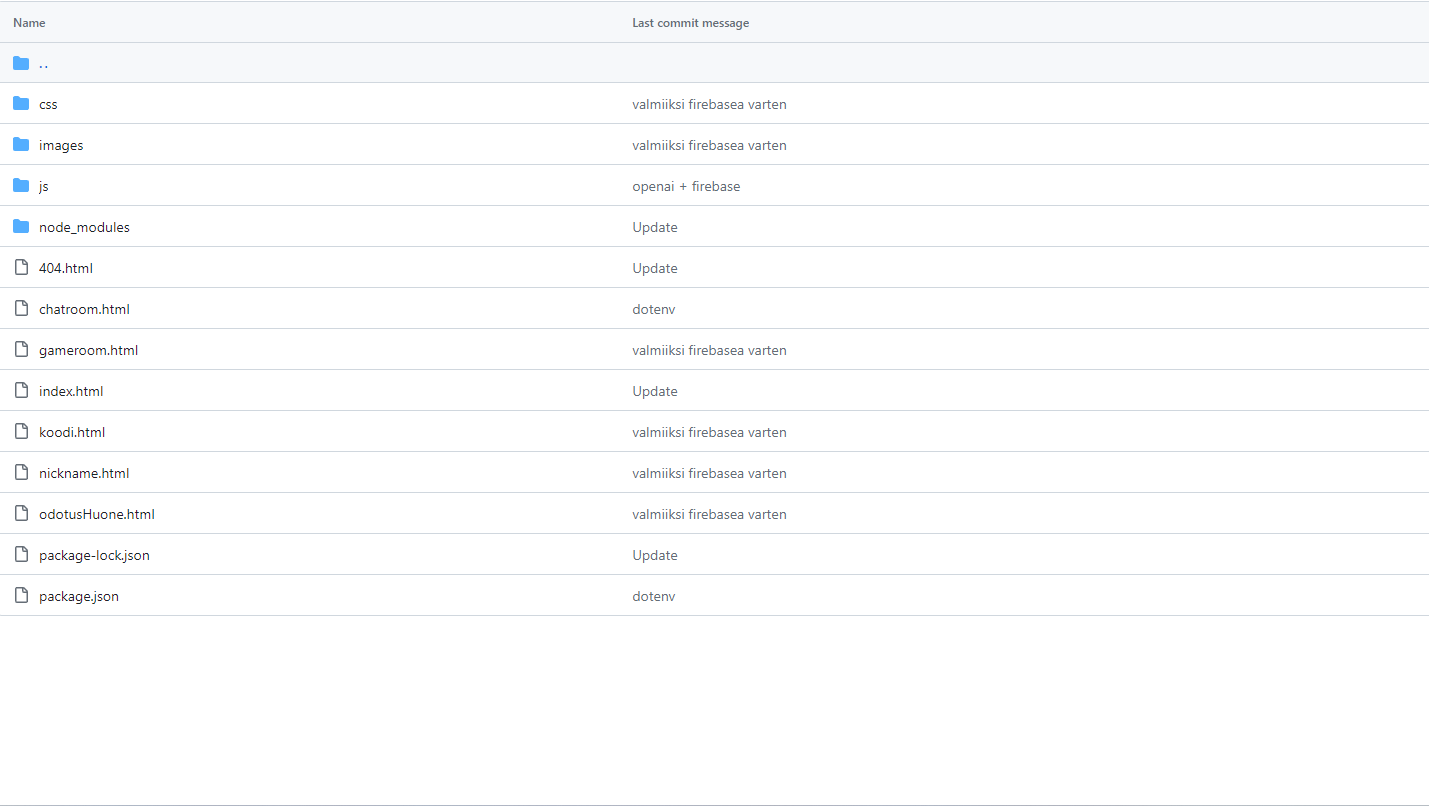 Name Last commit message
..
css valmiiksi firebasea varten
images valmiiksi firebasea varten
js openai + firebase
node_modules Update
404.html Update
chatroom.html dotenv
gameroom.html valmiiksi firebasea varten
index.html Update
koodi.html valmiiksi firebasea varten
nickname.html valmiiksi firebasea varten
odotusHuone.html valmiiksi firebasea varten
package-lock.json Update
package.json dotenv